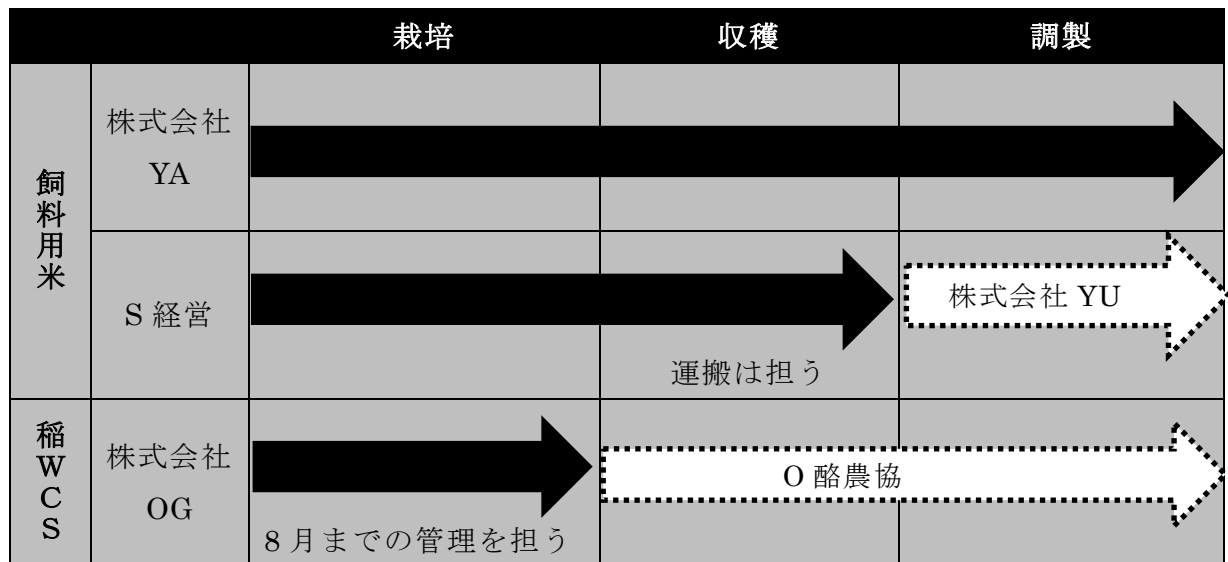 栽培 収穫 調製
飼料用米
株式会社
YA
S 経営
株式会社 YU
運搬は担う
稲WCS
株式会社
OG
O 酪農協
8月までの管理を担う